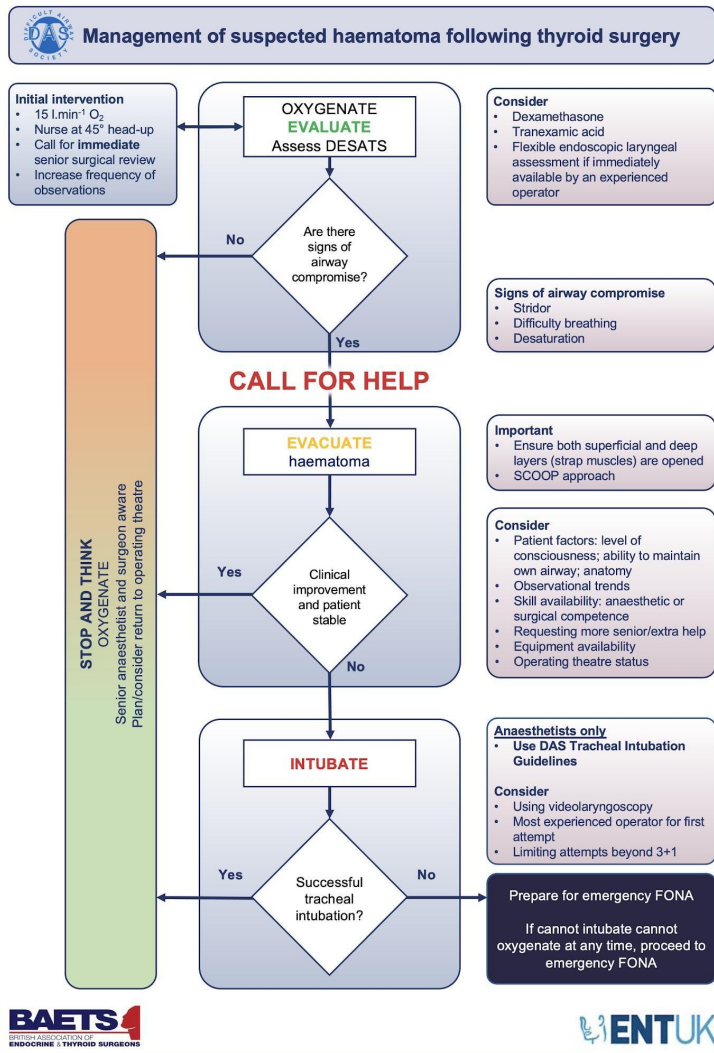 DIFFICULT AIRWAY SOCIETY
DAS
Management of suspected haematoma following thyroid surgery
Initial intervention
• 15 l.min⁻¹ O₂
• Nurse at 45° head-up
• Call for immediate
senior surgical review
• Increase frequency of
observations
OXYGENATE
EVALUATE
Assess DESATS
Consider
• Dexamethasone
• Tranexamic acid
• Flexible endoscopic laryngeal
assessment if immediately
available by an experienced
operator
Are there
signs of
airway
compromise?
No
Yes
Signs of airway compromise
• Stridor
• Difficulty breathing
• Desaturation
CALL FOR HELP
EVACUATE
haematoma
Important
• Ensure both superficial and deep
layers (strap muscles) are opened
• SCOOP approach
Clinical
improvement
and patient
stable
Yes
No
Consider
• Patient factors: level of
consciousness; ability to maintain
own airway; anatomy
• Observational trends
• Skill availability: anaesthetic or
surgical competence
• Requesting more senior/extra help
• Equipment availability
• Operating theatre status
STOP AND THINK
OXYGENATE
Senior anaesthetist and surgeon aware
Plan/consider return to operating theatre
INTUBATE
Anaesthetists only
• Use DAS Tracheal Intubation
Guidelines
Consider
• Using videolaryngoscopy
• Most experienced operator for first
attempt
• Limiting attempts beyond 3+1
Successful
tracheal
intubation?
Yes
No
Prepare for emergency FONA
If cannot intubate cannot
oxygenate at any time, proceed to
emergency FONA
BAETS
BRITISH ASSOCIATION OF
ENDOCRINE & THYROID SURGEONS
ENTUK